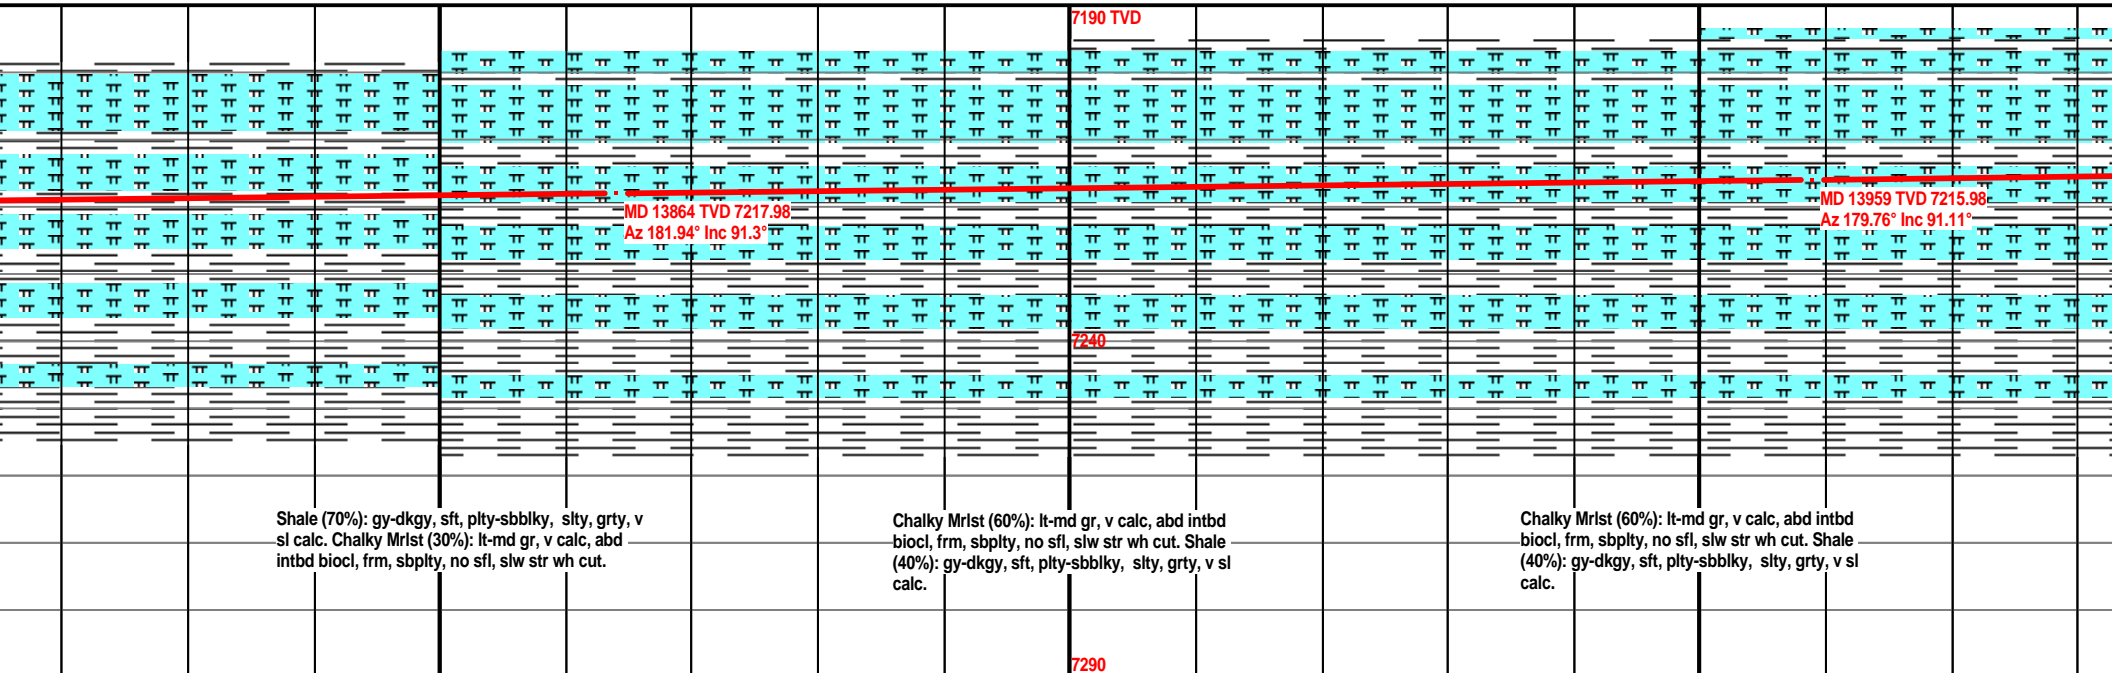 7190 TVD
MD 13864 TVD 7217.98
Az 181.94° Inc 91.3°
MD 13959 TVD 7215.98
Az 179.76° Inc 91.11°
7240
Shale (70%): gy-dkgy, sft, plty-sbblky, slty, grty, v
sl calc. Chalky Mrlst (30%): lt-md gr, v calc, abd
intbd biocl, frm, sbplty, no sfl, slw str wh cut.
Chalky Mrlst (60%): lt-md gr, v calc, abd intbd
biocl, frm, sbplty, no sfl, slw str wh cut. Shale
(40%): gy-dkgy, sft, plty-sbblky, slty, grty, v sl
calc.
Chalky Mrlst (60%): lt-md gr, v calc, abd intbd
biocl, frm, sbplty, no sfl, slw str wh cut. Shale
(40%): gy-dkgy, sft, plty-sbblky, slty, grty, v sl
calc.
7290